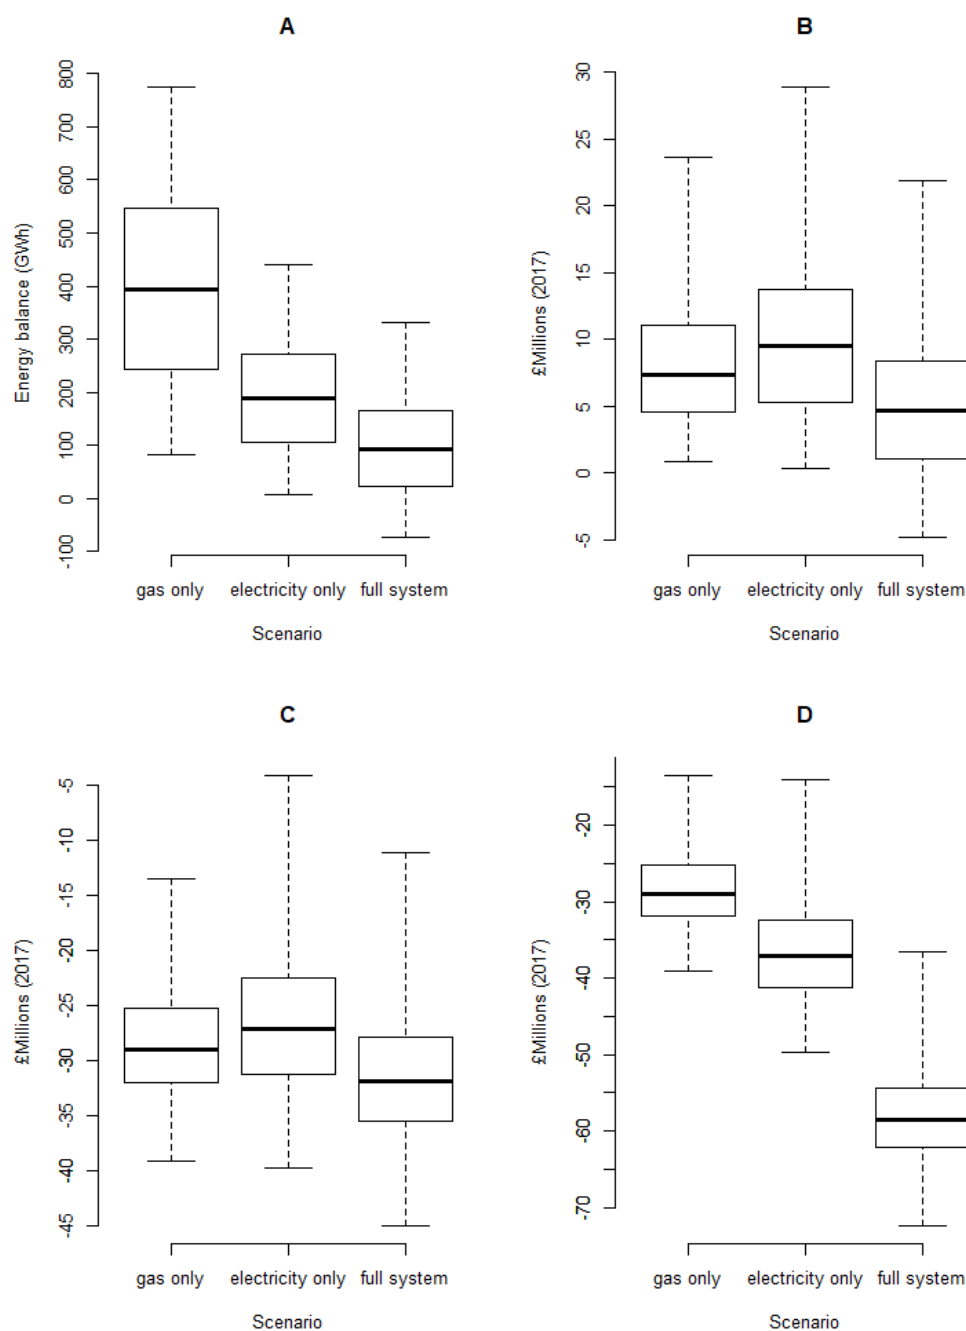 A
800
700
600
500
400
300
200
100
0
-100
Energy balance (GWh)
gas only electricity only full system
Scenario
B
30
25
20
15
10
5
0
-5
£Millions (2017)
gas only electricity only full system
Scenario
C
-5
-10
-15
-20
-25
-30
-35
-40
-45
£Millions (2017)
gas only electricity only full system
Scenario
D
-20
-30
-40
-50
-60
-70
£Millions (2017)
gas only electricity only full system
Scenario